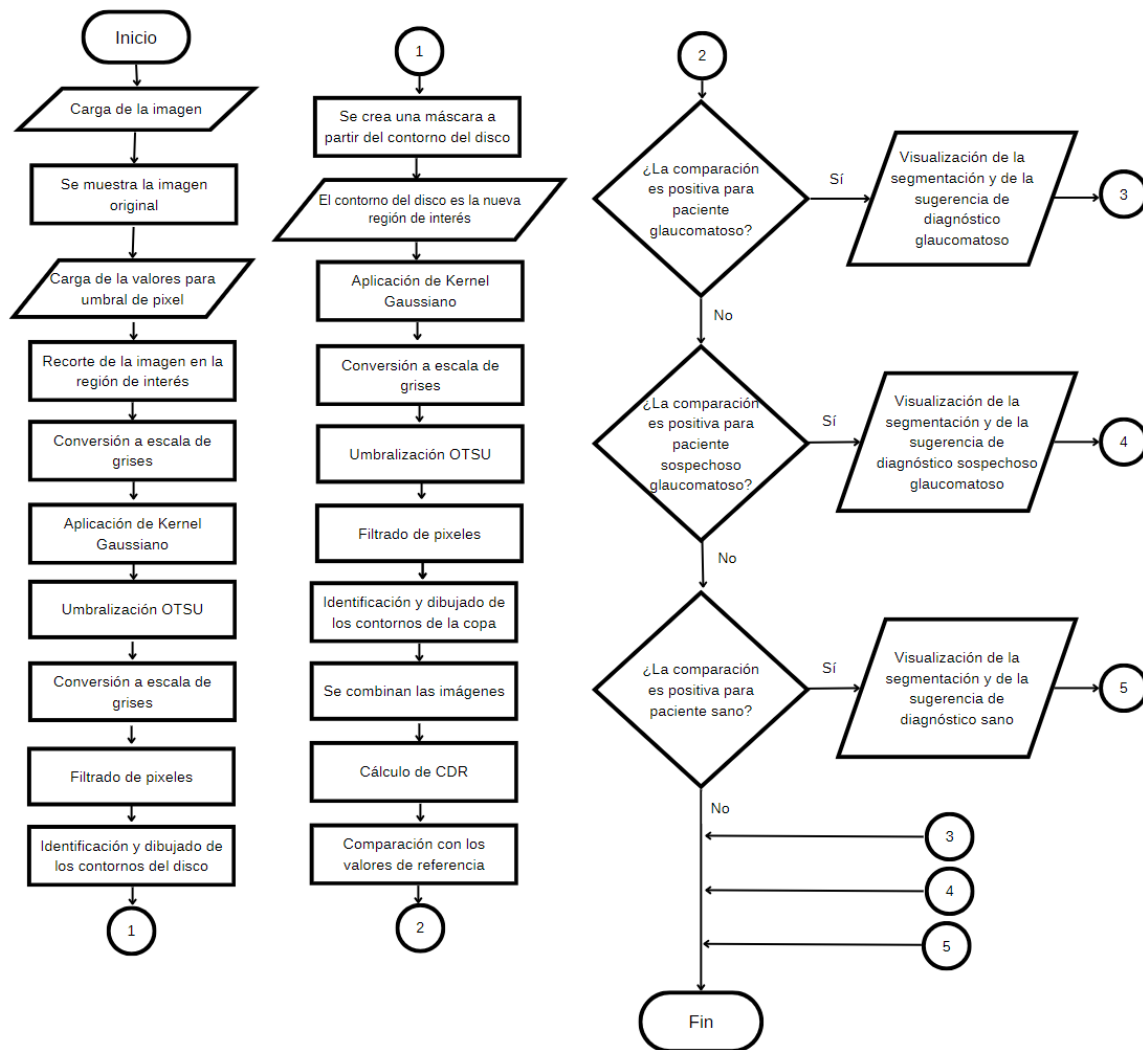 Inicio
Carga de la imagen
Se muestra la imagen
original
Carga de la valores para
umbral de pixel
Recorte de la imagen en la
región de interés
Conversión a escala de
grises
Aplicación de Kernel
Gaussiano
Umbralización OTSU
Conversión a escala de
grises
Filtrado de pixeles
Identificación y dibujado de
los contornos del disco
1
1
Se crea una máscara a
partir del contorno del disco
El contorno del disco es la nueva
región de interés
Aplicación de Kernel
Gaussiano
Conversión a escala de
grises
Umbralización OTSU
Filtrado de pixeles
Identificación y dibujado de
los contornos de la copa
Se combinan las imágenes
Cálculo de CDR
Comparación con los
valores de referencia
2
2
¿La comparación
es positiva para
paciente
glaucomatoso?
Sí
Visualización de la
segmentación y de la
sugerencia de
diagnóstico
glaucomatoso
3
No
¿La comparación
es positiva para
paciente
sospechoso
glaucomatoso?
Sí
Visualización de la
segmentación y de la
sugerencia de
diagnóstico sospechoso
glaucomatoso
4
No
¿La comparación
es positiva para
paciente sano?
Sí
Visualización de la
segmentación y de la
sugerencia de
diagnóstico sano
5
No
3
4
5
Fin